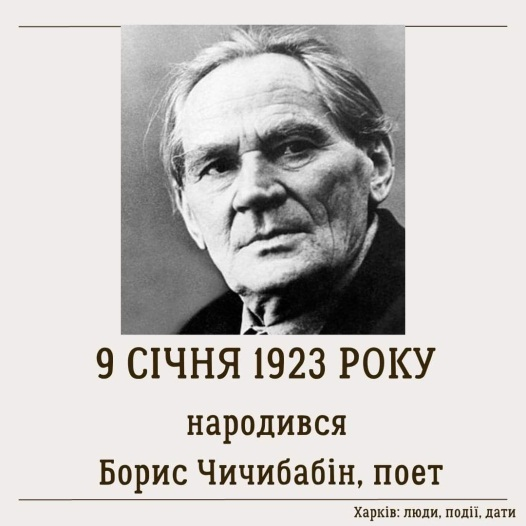 9 СІЧНЯ 1923 РОКУ
народився
Борис Чичибабін, поет
Харків: люди, події, дати